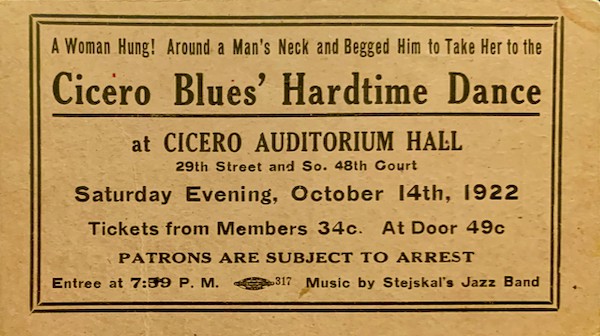 A Woman Hung! Around a Man's Neck and Begged Him to Take Her to the
Cicero Blues' Hardtime Dance
at CICERO AUDITORIUM HALL
29th Street and So. 48th Court
Saturday Evening, October 14th, 1922
Tickets from Members 34c. At Door 49c
PATRONS ARE SUBJECT TO ARREST
Entree at 7:59 P. M. 317 Music by Stejskal's Jazz Band